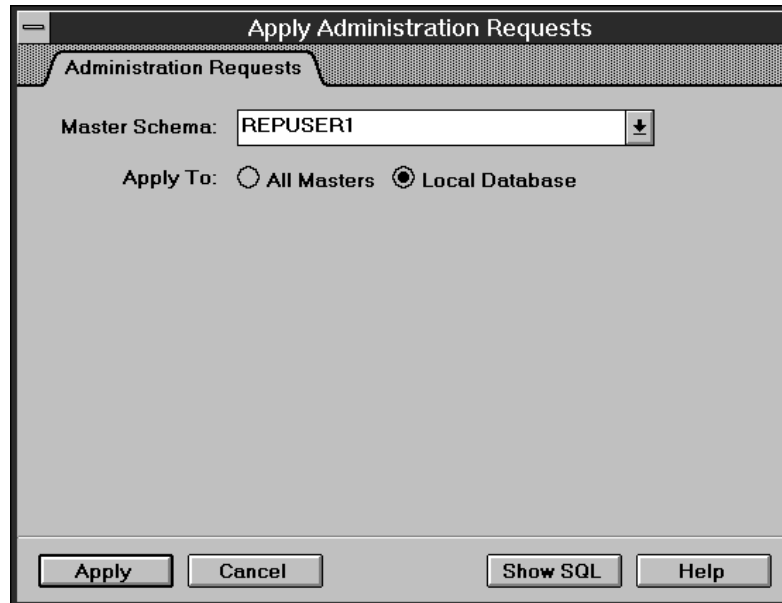 Apply Administration Requests
Administration Requests
Master Schema: REPUSER1
Apply To: All Masters Local Database
Apply Cancel Show SQL Help